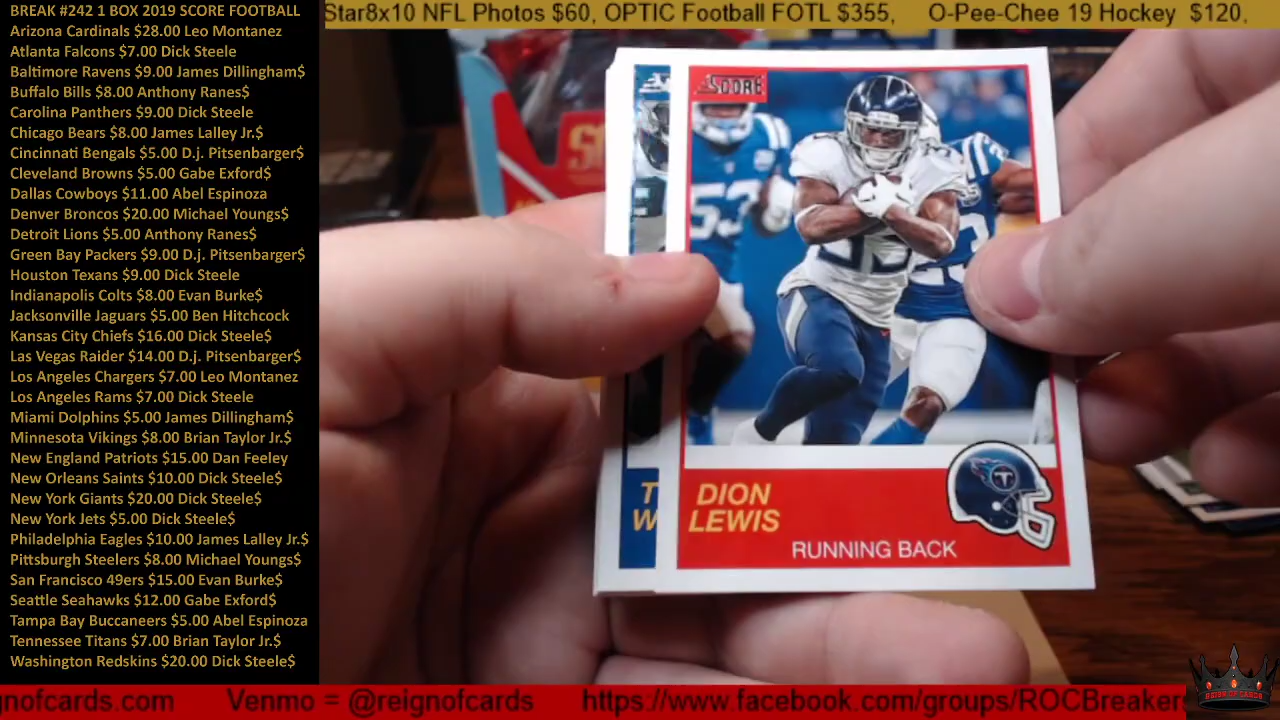 BREAK #242 1 BOX 2019 SCORE FOOTBALL
Arizona Cardinals $28.00 Leo Montanez
Atlanta Falcons $7.00 Dick Steele
Baltimore Ravens $9.00 James Dillingham$
Buffalo Bills $8.00 Anthony Ranes$
Carolina Panthers $9.00 Dick Steele
Chicago Bears $8.00 James Lalley Jr.$
Cincinnati Bengals $5.00 D.j. Pitsenbarger$
Cleveland Browns $5.00 Gabe Exford$
Dallas Cowboys $11.00 Abel Espinoza
Denver Broncos $20.00 Michael Youngs$
Detroit Lions $5.00 Anthony Ranes$
Green Bay Packers $9.00 D.j. Pitsenbarger$
Houston Texans $9.00 Dick Steele
Indianapolis Colts $8.00 Evan Burke$
Jacksonville Jaguars $5.00 Ben Hitchcock
Kansas City Chiefs $16.00 Dick Steele$
Las Vegas Raider $14.00 D.j. Pitsenbarger$
Los Angeles Chargers $7.00 Leo Montanez
Los Angeles Rams $7.00 Dick Steele
Miami Dolphins $5.00 James Dillingham$
Minnesota Vikings $8.00 Brian Taylor Jr.$
New England Patriots $15.00 Dan Feeley
New Orleans Saints $10.00 Dick Steele$
New York Giants $20.00 Dick Steele$
New York Jets $5.00 Dick Steele$
Philadelphia Eagles $10.00 James Lalley Jr.$
Pittsburgh Steelers $8.00 Michael Youngs$
San Francisco 49ers $15.00 Evan Burke$
Seattle Seahawks $12.00 Gabe Exford$
Tampa Bay Buccaneers $5.00 Abel Espinoza
Tennessee Titans $7.00 Brian Taylor Jr.$
Washington Redskins $20.00 Dick Steele$
Star8x10 NFL Photos $60, OPTIC Football FOTL $355, O-Pee-Chee 19 Hockey $120,
SCORE
53
33
23
T
W
DION
LEWIS
RUNNING BACK
gnofcards.com Venmo = @reignofcards https://www.facebook.com/groups/ROCBreaker
REIGN OF CARDS